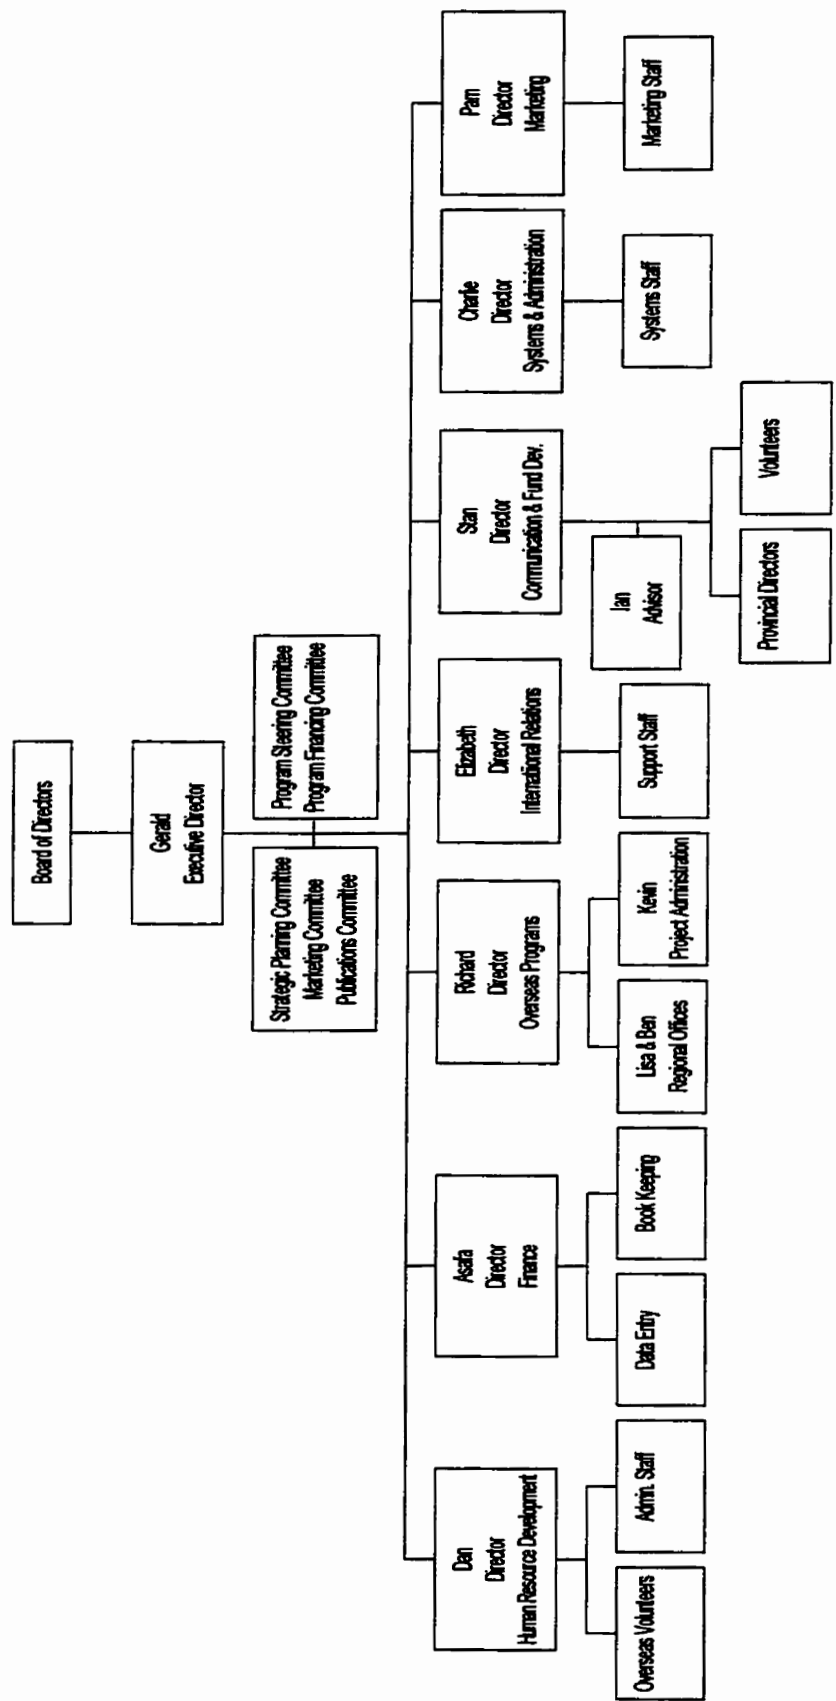 Board of Directors
Gerald
Executive Director
Strategic Planning Committee
Marketing Committee
Publications Committee
Program Steering Committee
Program Financing Committee
Dan
Director
Human Resource Development
Asafa
Director
Finance
Richard
Director
Overseas Programs
Elizabeth
Director
International Relations
Stan
Director
Communication & Fund Dev.
Charlie
Director
Systems & Administration
Pam
Director
Marketing
Overseas Volunteers
Admin. Staff
Data Entry
Book Keeping
Lisa & Ben
Regional Offices
Kevin
Project Administration
Support Staff
Ian
Advisor
Provincial Directors
Volunteers
Systems Staff
Marketing Staff